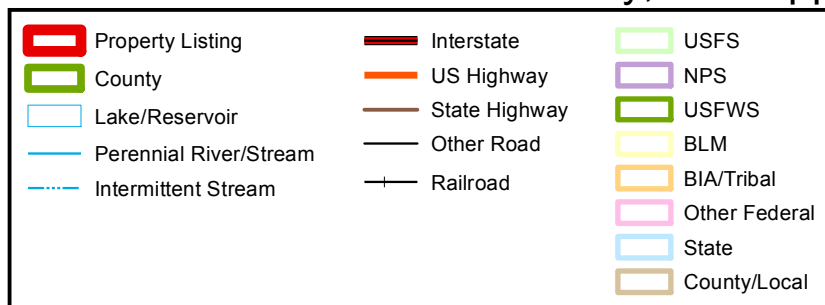 Property Listing
County
Lake/Reservoir
Perennial River/Stream
Intermittent Stream
Interstate
US Highway
State Highway
Other Road
Railroad
USFS
NPS
USFWS
BLM
BIA/Tribal
Other Federal
State
County/Local